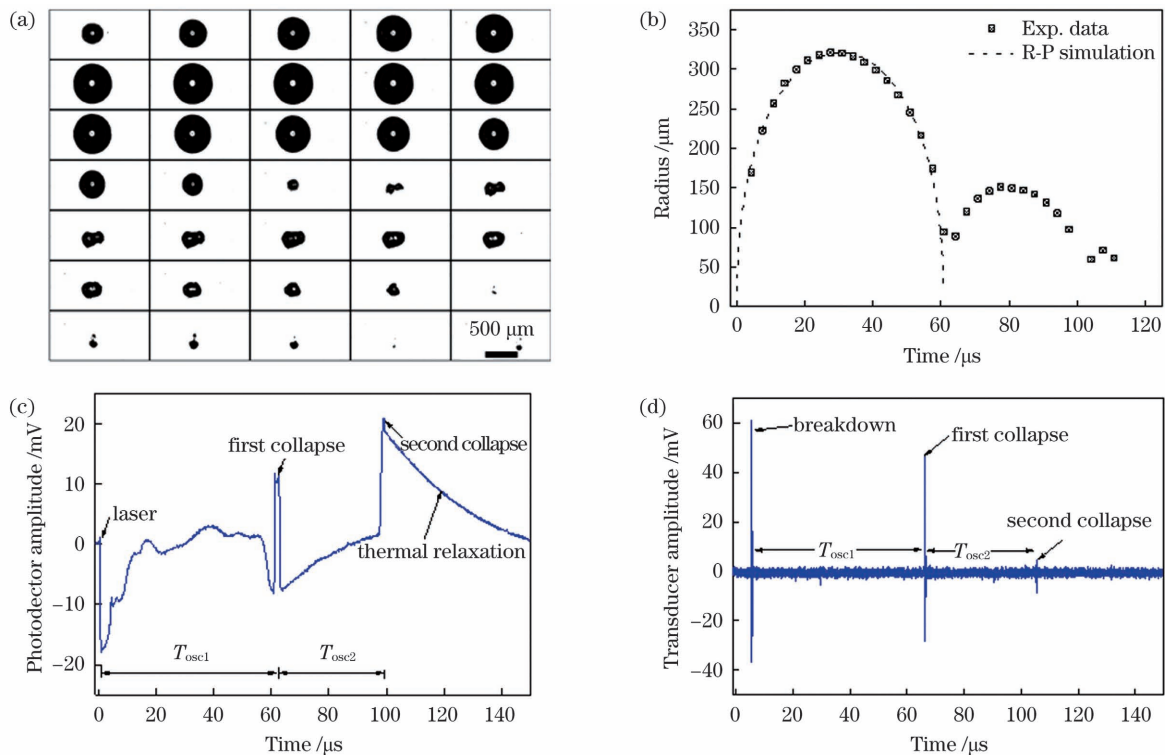 (a)
500 μm
(b)
Exp. data
R-P simulation
350
300
250
200
150
100
50
0
Radius /μm
0 20 40 60 80 100 120
Time /μs
(c)
20
10
0
−10
−20
Photodector amplitude /mV
laser
first collapse
second collapse
thermal relaxation
Tosc1
Tosc2
0 20 40 60 80 100 120 140
Time /μs
(d)
60
40
20
0
−20
−40
Transducer amplitude /mV
breakdown
first collapse
second collapse
Tosc1
Tosc2
0 20 40 60 80 100 120 140
Time /μs